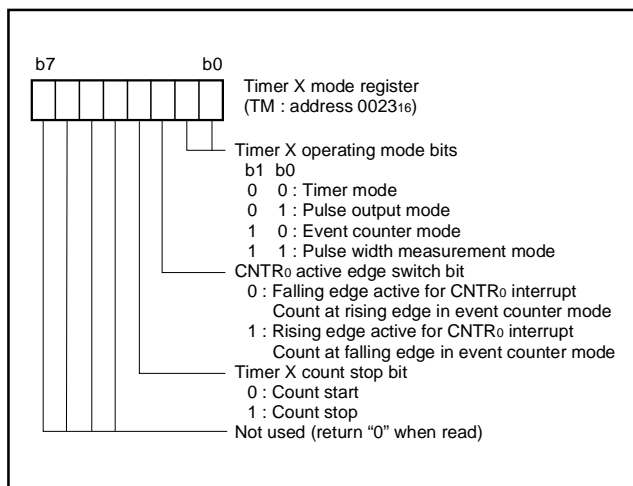 b7 b0
Timer X mode register
(TM : address 002316)
Timer X operating mode bits
b1 b0
0 0 : Timer mode
0 1 : Pulse output mode
1 0 : Event counter mode
1 1 : Pulse width measurement mode
CNTR0 active edge switch bit
0 : Falling edge active for CNTR0 interrupt
Count at rising edge in event counter mode
1 : Rising edge active for CNTR0 interrupt
Count at falling edge in event counter mode
Timer X count stop bit
0 : Count start
1 : Count stop
Not used (return “0” when read)